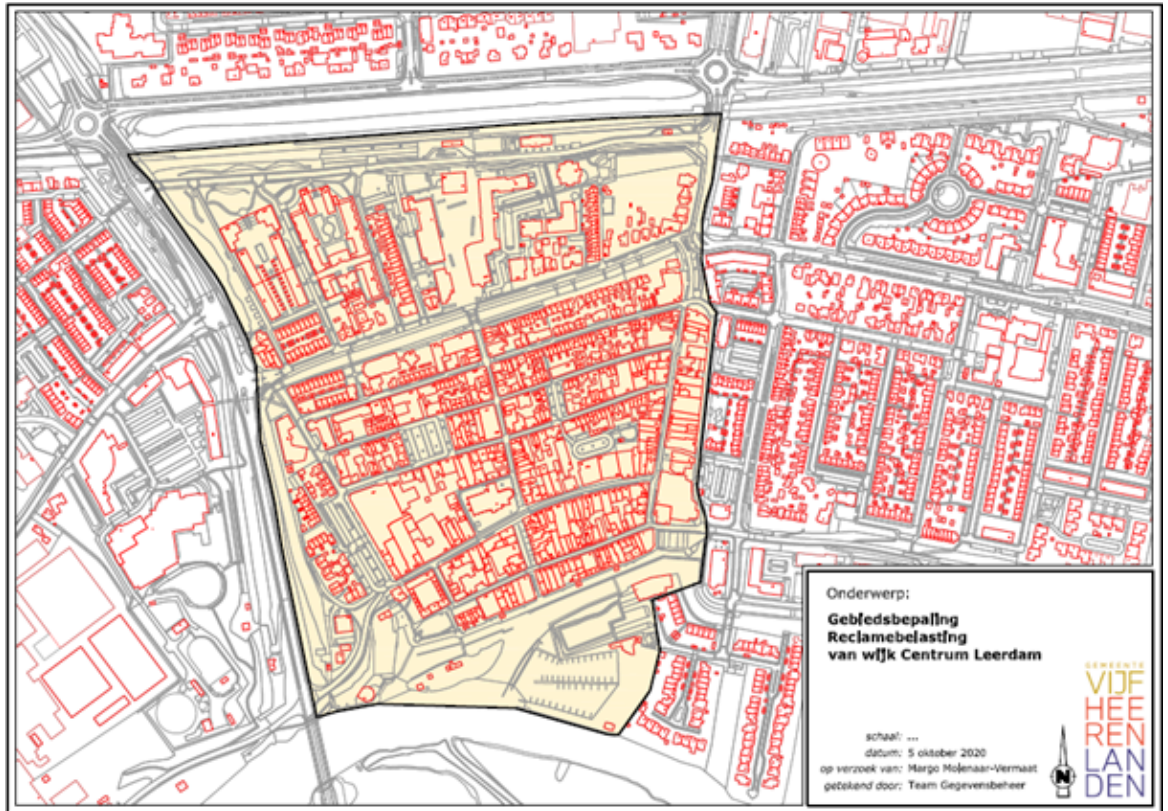 Onderwerp:
Gebiedsbepaling
Reclamebelasting
van wijk Centrum Leerdam
schaal: ...
datum: 5 oktober 2020
op verzoek van: Margo Molenaar-Vermaat
getekend door: Team Gegevensbeheer
N
GEMEENTE
VIJF
HEE
REN
LAN
DEN